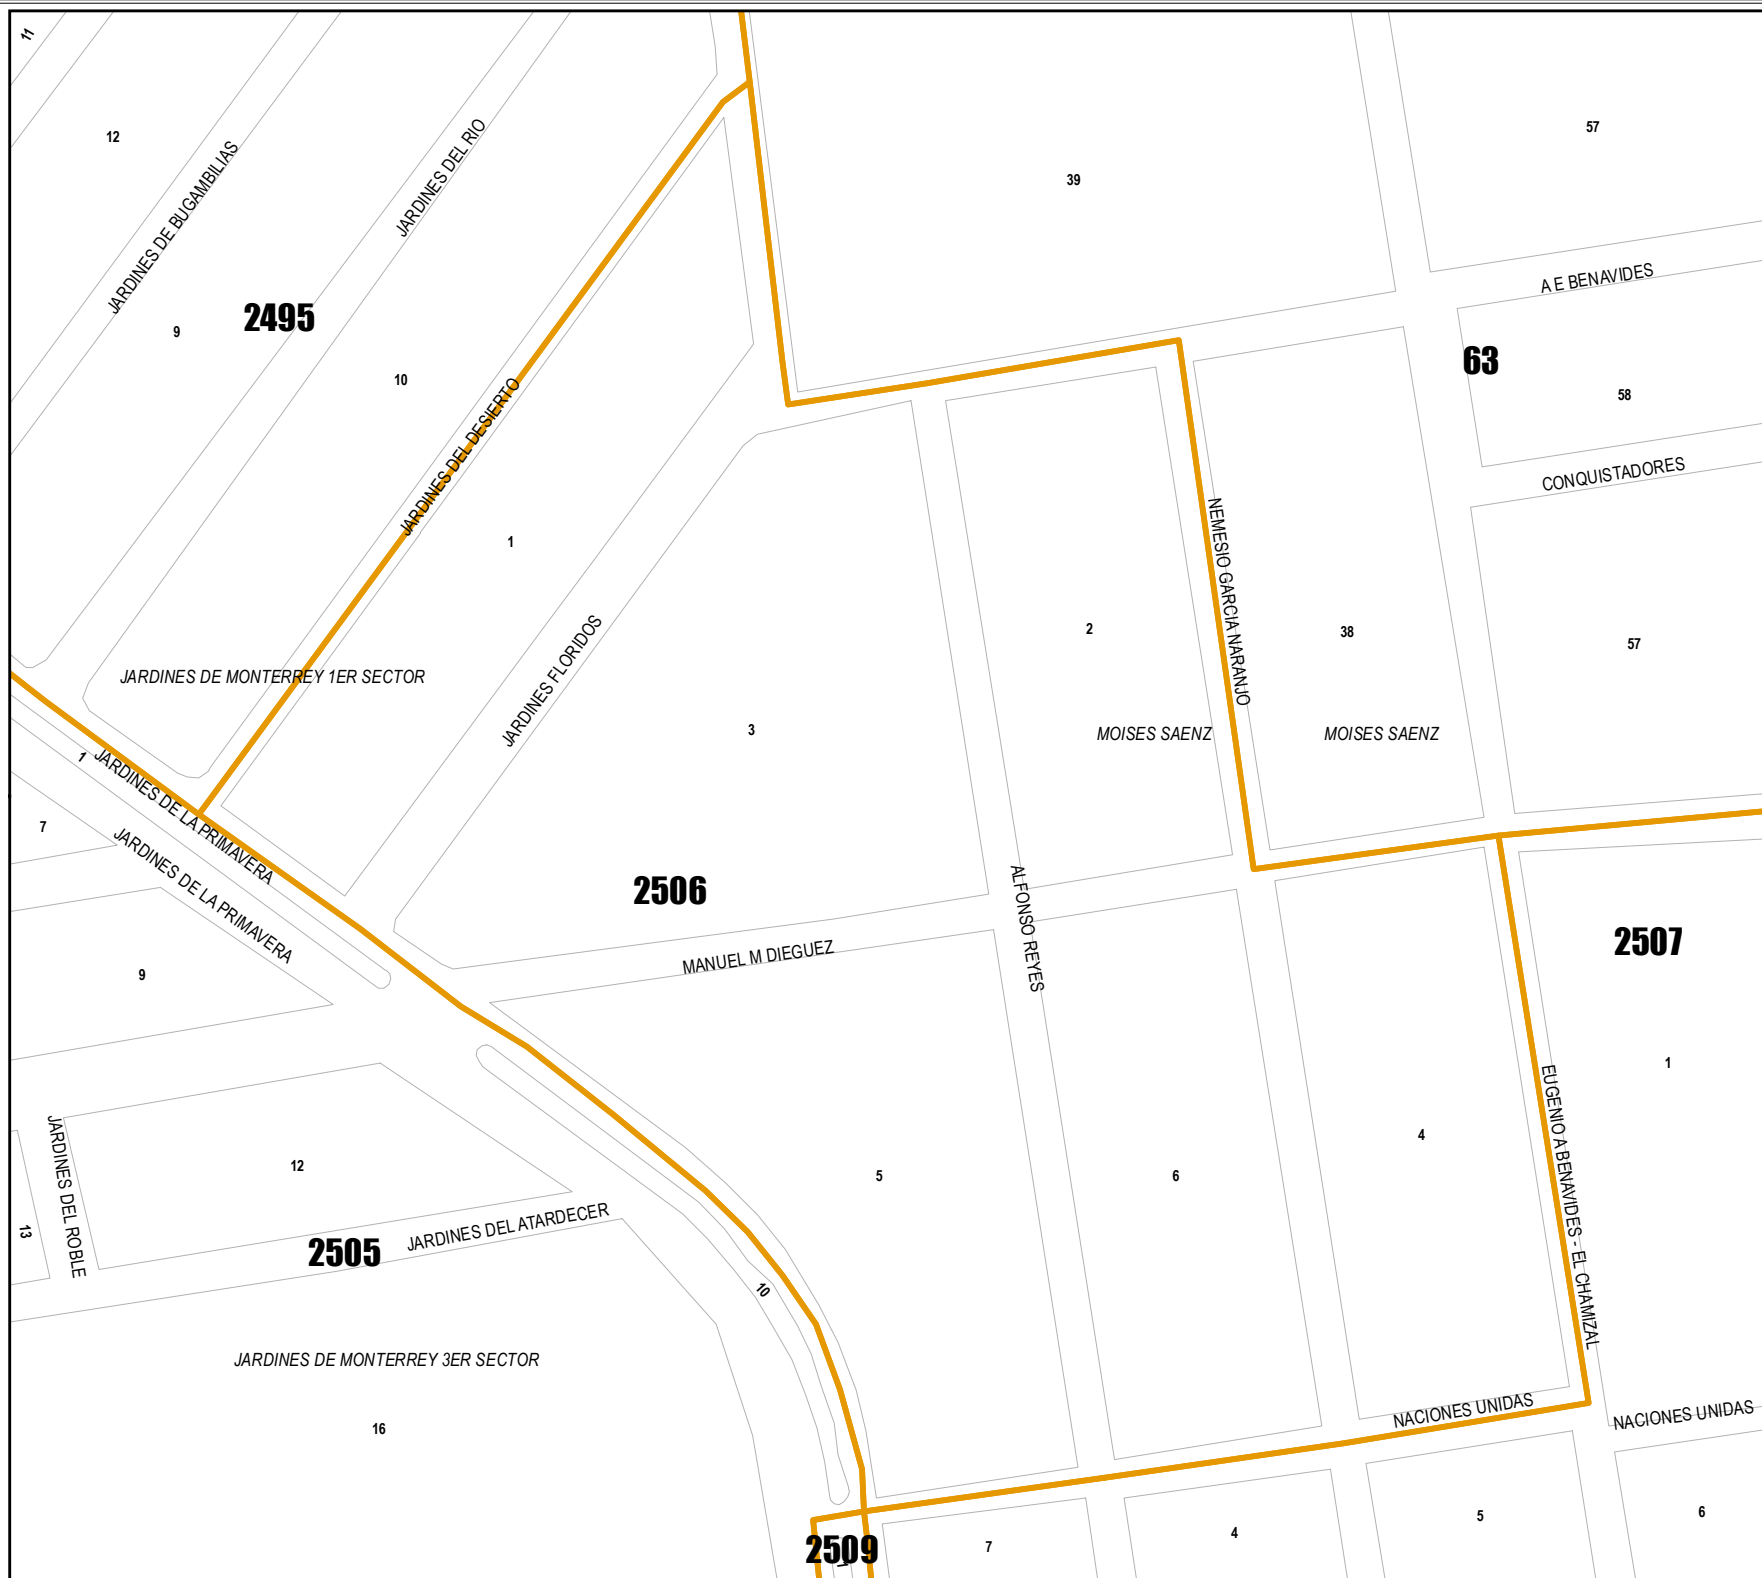 11
12
57
JARDINES DEL RIO
39
JARDINES DE BUGAMBILIAS
A E BENAVIDES
2495
9
63
10
58
JARDINES DEL DESIERTO
CONQUISTADORES
1
NEMESIO GARCIA NARANJO
2
38
57
JARDINES FLORIDOS
JARDINES DE MONTERREY 1ER SECTOR
3
MOISES SAENZ
MOISES SAENZ
1
JARDINES DE LA PRIMAVERA
7
JARDINES DE LA PRIMAVERA
2506
ALFONSO REYES
2507
MANUEL M DIEGUEZ
9
1
EUGENIO A BENAVIDES - EL CHAMIZAL
4
JARDINES DEL ROBLE
12
5
6
13
JARDINES DEL ATARDECER
2505
10
JARDINES DE MONTERREY 3ER SECTOR
16
NACIONES UNIDAS
NACIONES UNIDAS
5
6
4
7
2509